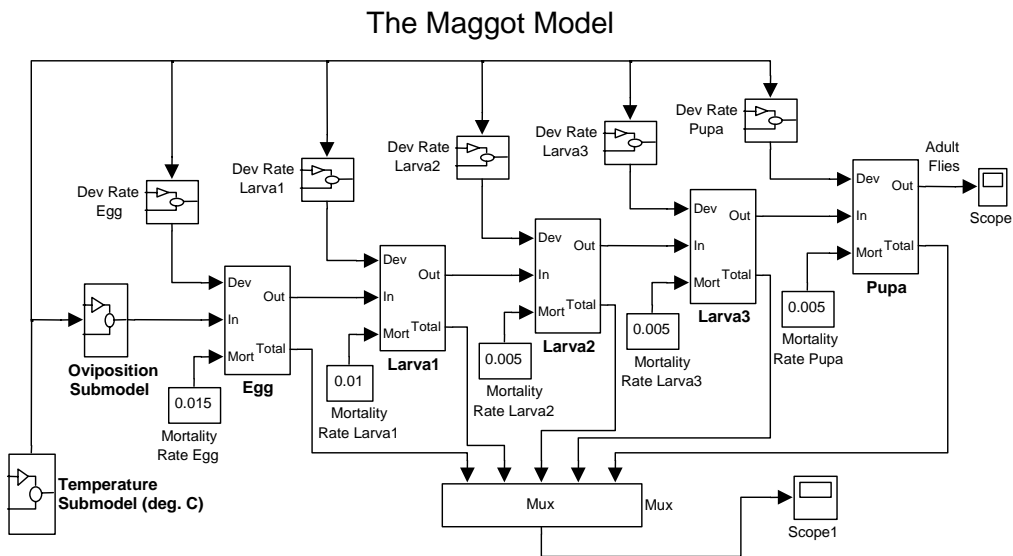 The Maggot Model
Dev Rate
Egg
Dev Rate
Larva1
Dev Rate
Larva2
Dev Rate
Larva3
Dev Rate
Pupa
Oviposition
Submodel
Temperature
Submodel (deg. C)
Dev
In
Mort
Out
Total
Egg
0.015
Mortality
Rate Egg
Dev
In
Mort
Out
Total
Larva1
0.01
Mortality
Rate Larva1
Dev
In
Mort
Out
Total
Larva2
0.005
Mortality
Rate Larva2
Dev
In
Mort
Out
Total
Larva3
0.005
Mortality
Rate Larva3
Dev
In
Mort
Out
Total
Pupa
0.005
Mortality
Rate Pupa
Adult
Flies
Scope
Mux
Mux
Scope1